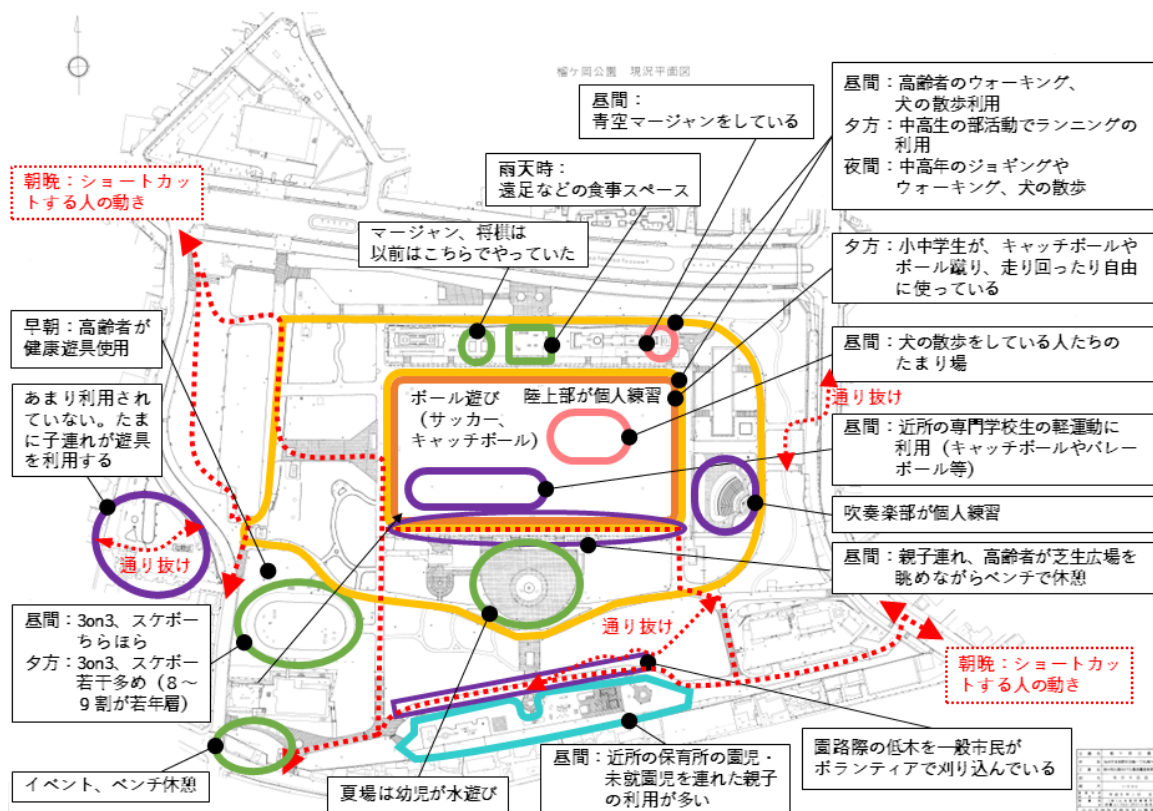 榴ケ岡公園 現況平面図
昼間：
青空マージャンをしている
昼間：高齢者のウォーキング、
犬の散歩利用
夕方：中高生の部活動でランニングの
利用
夜間：中高年のジョギングや
ウォーキング、犬の散歩
雨天時：
遠足などの食事スペース
朝晩：ショートカッ
トする人の動き
マージャン、将棋は
以前はこちらでやっていた
夕方：小中学生が、キャッチボールや
ボール蹴り、走り回ったり自由
に使っている
早朝：高齢者が
健康遊具使用
昼間：犬の散歩をしている人たちの
たまり場
あまり利用され
ていない。たま
に子連れが遊具
を利用する
ボール遊び
（サッカー、
キャッチボール）
陸上部が個人練習
通り抜け
昼間：近所の専門学校生の軽運動に
利用（キャッチボールやバレー
ボール等）
吹奏楽部が個人練習
通り抜け
昼間：親子連れ、高齢者が芝生広場を
眺めながらベンチで休憩
昼間：3on3、スケボー
ちらほら
夕方：3on3、スケボー
若干多め（8～
9割が若年層）
通り抜け
朝晩：ショートカッ
トする人の動き
イベント、ベンチ休憩
夏場は幼児が水遊び
昼間：近所の保育所の園児・
未就園児を連れた親子
の利用が多い
園路際の低木を一般市民が
ボランティアで刈り込んでいる